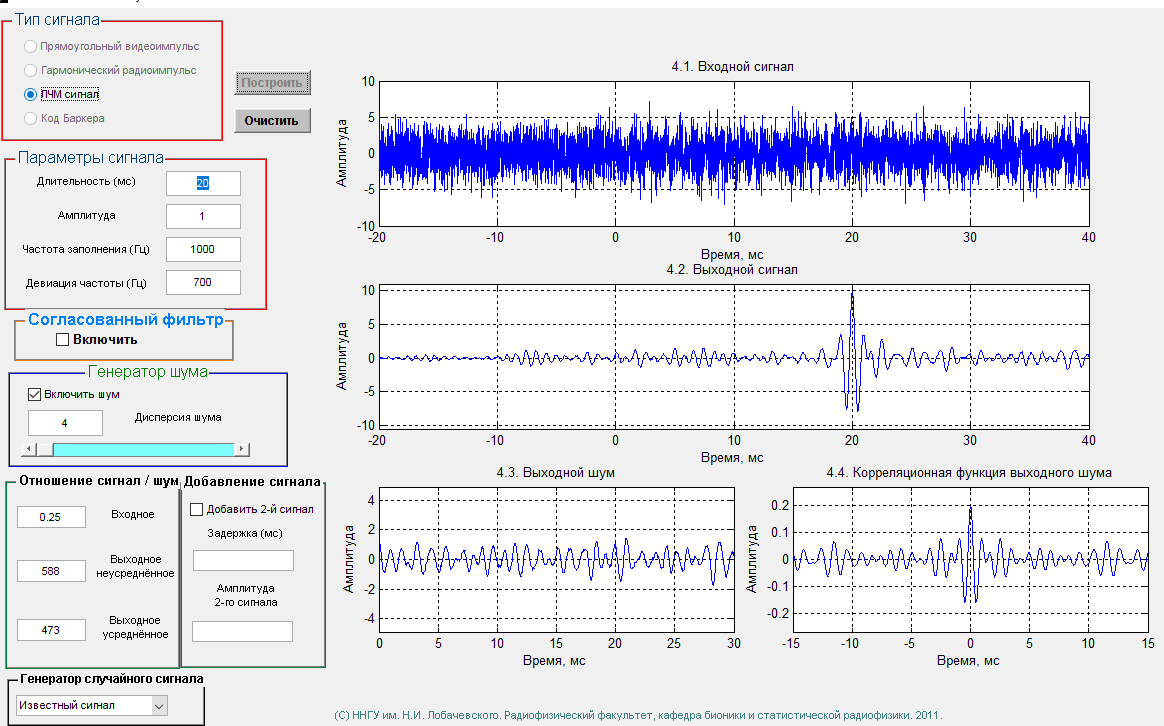 Тип сигнала
Прямоугольный видеоимпульс
Гармонический радиоимпульс
ЛЧМ сигнал
Код Баркера
Построить
Очистить
Параметры сигнала
Длительность (мс)
20
Амплитуда
1
Частота заполнения (Гц)
1000
Девиация частоты (Гц)
700
Согласованный фильтр
Включить
Генератор шума
Включить шум
4
Дисперсия шума
Отношение сигнал / шум
0.25
Входное
588
Выходное
неусреднённое
473
Выходное
усреднённое
Добавление сигнала
Добавить 2-й сигнал
Задержка (мс)
Амплитуда
2-го сигнала
Генератор случайного сигнала
Известный сигнал
4.1. Входной сигнал
Амплитуда
10
5
0
-5
-10
-20 -10 0 10 20 30 40
Время, мс
4.2. Выходной сигнал
Амплитуда
10
5
0
-5
-10
-20 -10 0 10 20 30 40
Время, мс
4.3. Выходной шум
Амплитуда
4
2
0
-2
-4
0 5 10 15 20 25 30
Время, мс
4.4. Корреляционная функция выходного шума
Амплитуда
0.2
0.1
0
-0.1
-0.2
-15 -10 -5 0 5 10 15
Время, мс
(C) ННГУ им. Н.И. Лобачевского. Радиофизический факультет, кафедра бионики и статистической радиофизики. 2011.